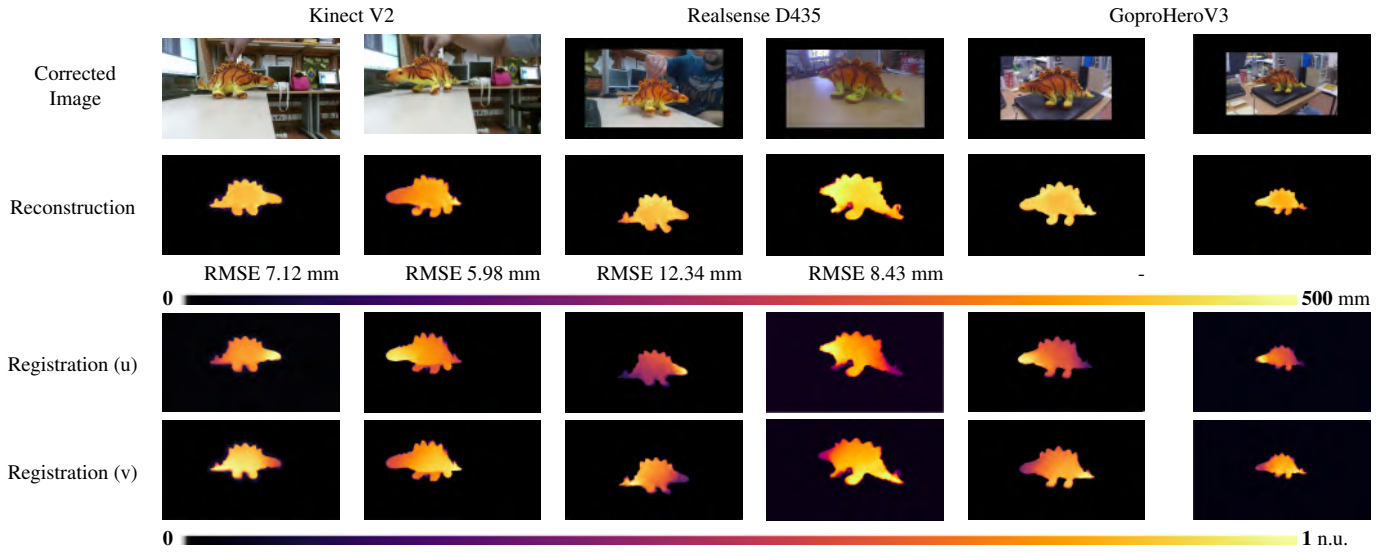 Kinect V2 Realsense D435 GoproHeroV3
Corrected
Image
Reconstruction
RMSE 7.12 mm RMSE 5.98 mm RMSE 12.34 mm RMSE 8.43 mm -
0 500 mm
Registration (u)
Registration (v)
0 1 n.u.